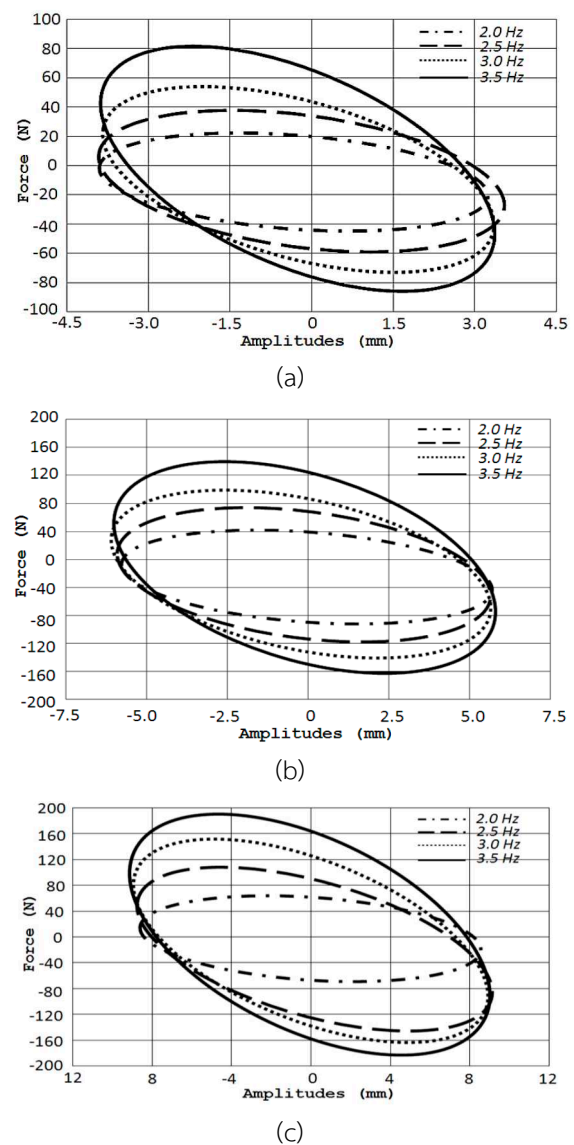 100
80
60
40
20
0
-20
-40
-60
-80
-100
Force (N)
2.0 Hz
2.5 Hz
3.0 Hz
3.5 Hz
-4.5 -3.0 -1.5 0 1.5 3.0 4.5
Amplitudes (mm)
(a)
200
160
120
80
40
0
-40
-80
-120
-160
-200
Force (N)
2.0 Hz
2.5 Hz
3.0 Hz
3.5 Hz
-7.5 -5.0 -2.5 0 2.5 5.0 7.5
Amplitudes (mm)
(b)
200
160
120
80
40
0
-40
-80
-120
-160
-200
Force (N)
2.0 Hz
2.5 Hz
3.0 Hz
3.5 Hz
12 8 -4 0 4 8 12
Amplitudes (mm)
(c)